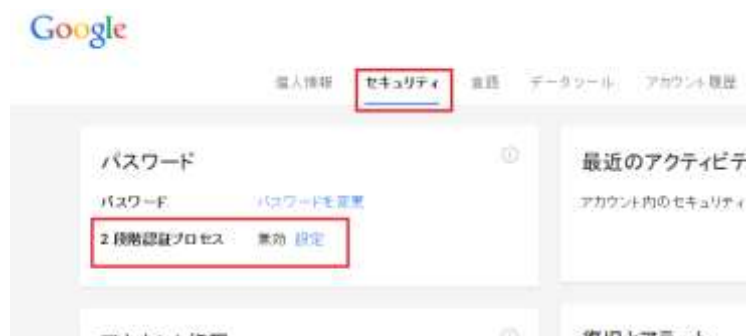 Google
個人情報 セキュリティ 言語 データツール アカウント履歴
パスワード
パスワード パスワードを変更
2 段階認証プロセス 無効 設定
最近のアクティビテ
アカウント内のセキュリティ